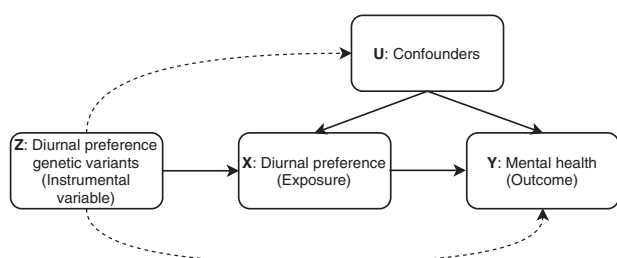 U: Confounders
Z: Diurnal preference
genetic variants
(Instrumental
variable)
X: Diurnal preference
(Exposure)
Y: Mental health
(Outcome)